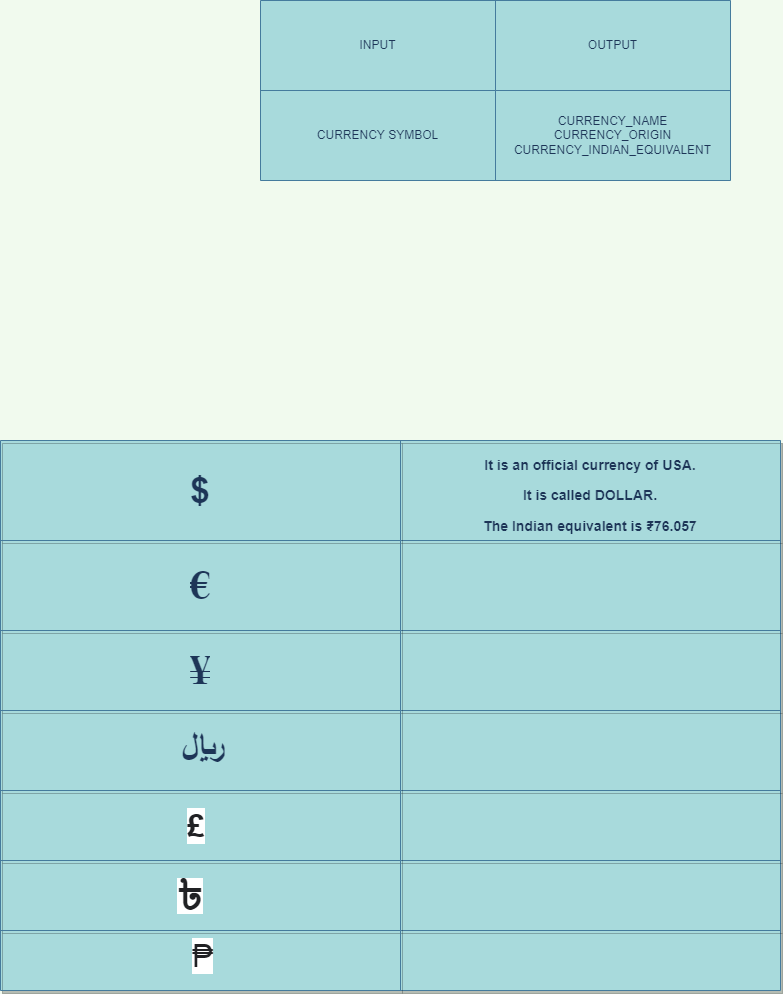 INPUT
OUTPUT
CURRENCY SYMBOL
CURRENCY_NAME
CURRENCY_ORIGIN
CURRENCY_INDIAN_EQUIVALENT
$
It is an official currency of USA.
It is called DOLLAR.
The Indian equivalent is ₹76.057
€
¥
ریال
£
৳
₱